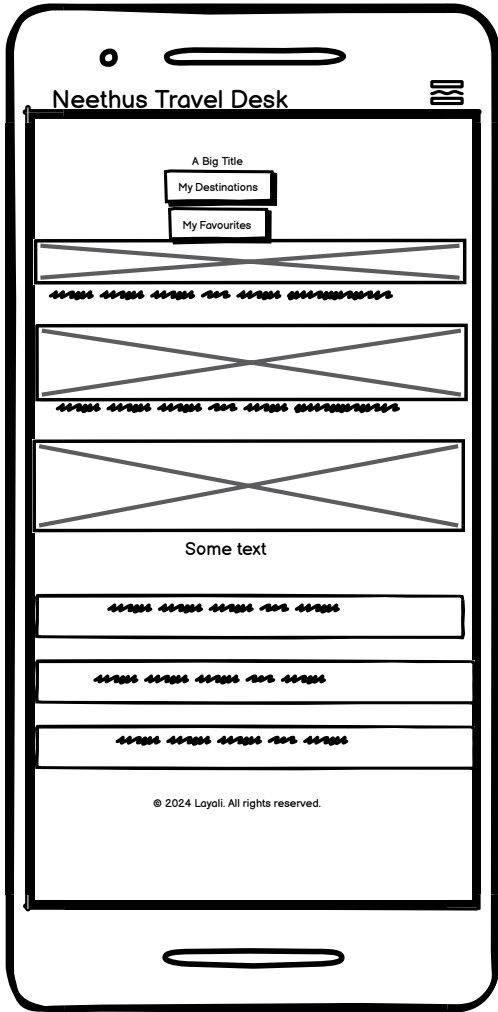 Neethus Travel Desk
A Big Title
My Destinations
My Favourites
Some text
© 2024 Layali. All rights reserved.